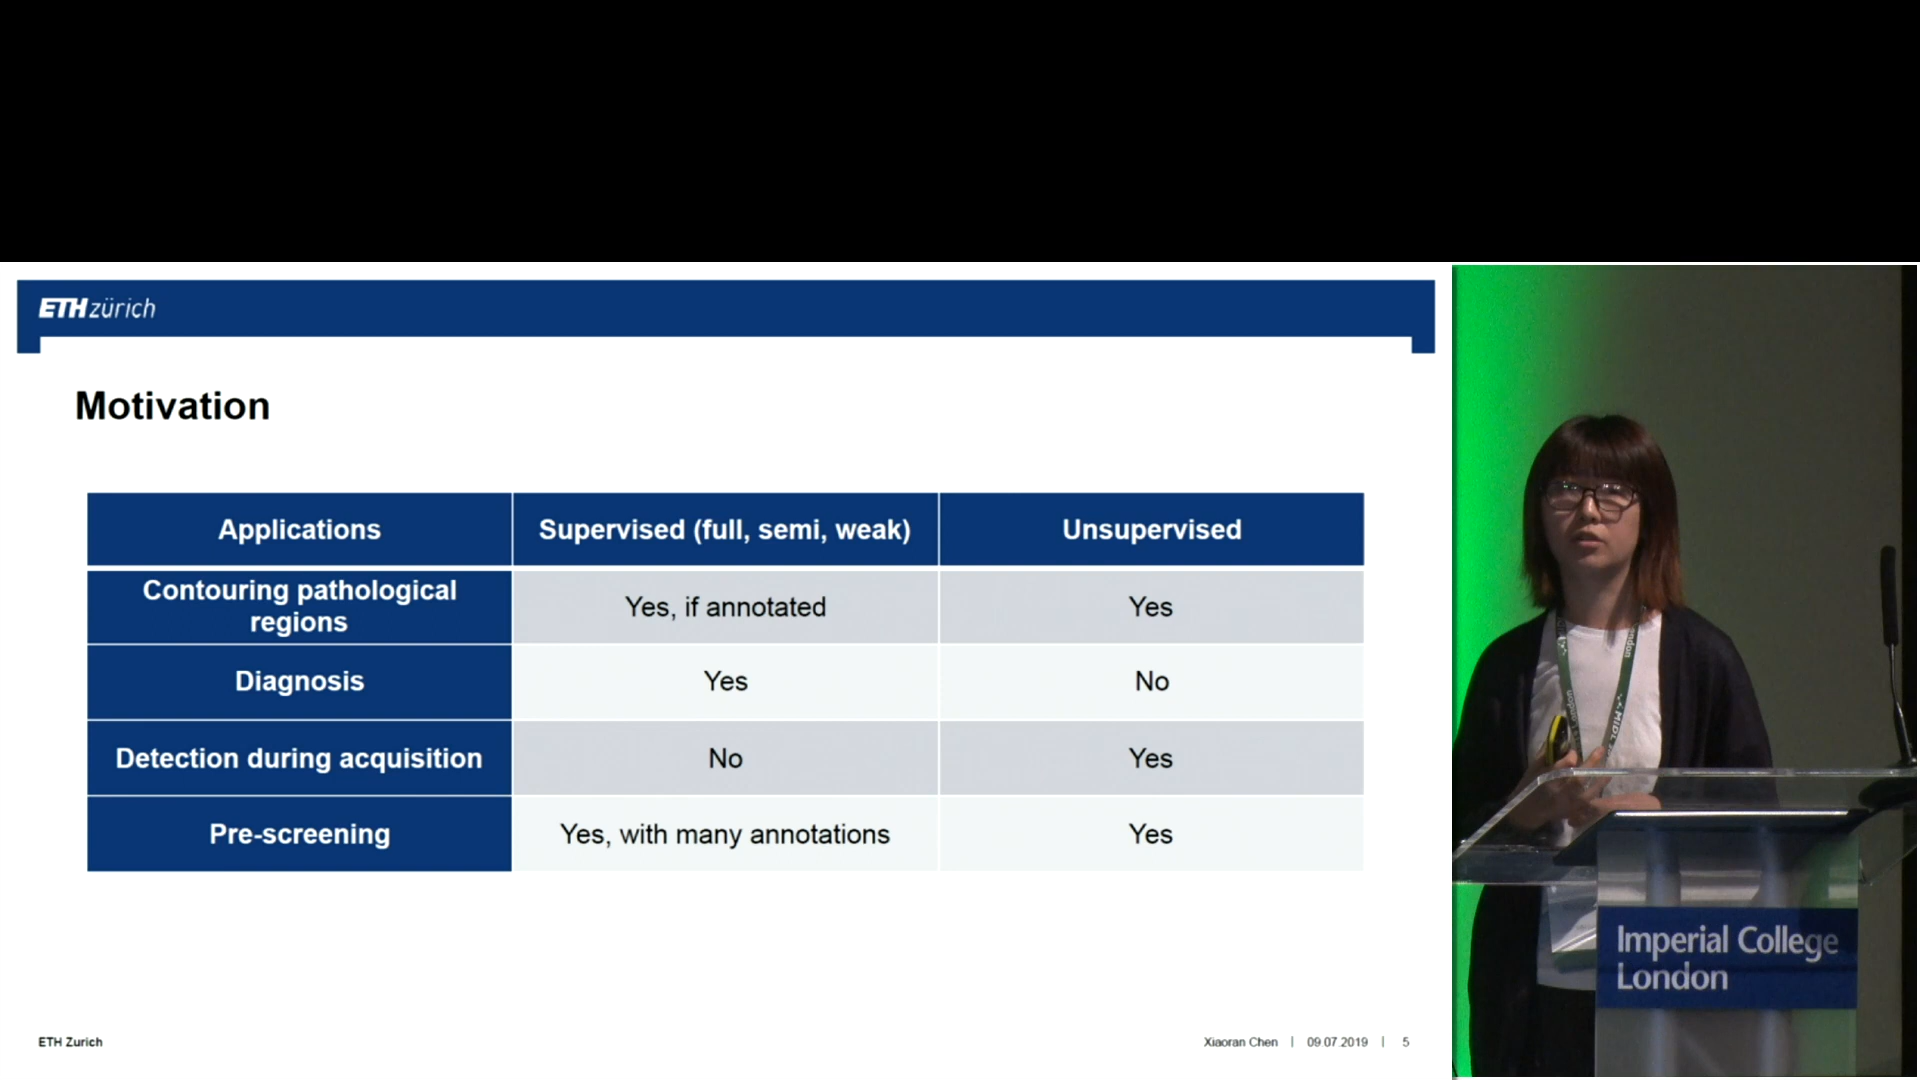 ETH zürich
Motivation
Applications Supervised (full, semi, weak) Unsupervised
Contouring pathological
regions Yes, if annotated Yes
Diagnosis Yes No
Detection during acquisition No Yes
Pre-screening Yes, with many annotations Yes
ETH Zurich
Xiaoran Chen | 09.07.2019 | 5
MIDL
London
Imperial College
London